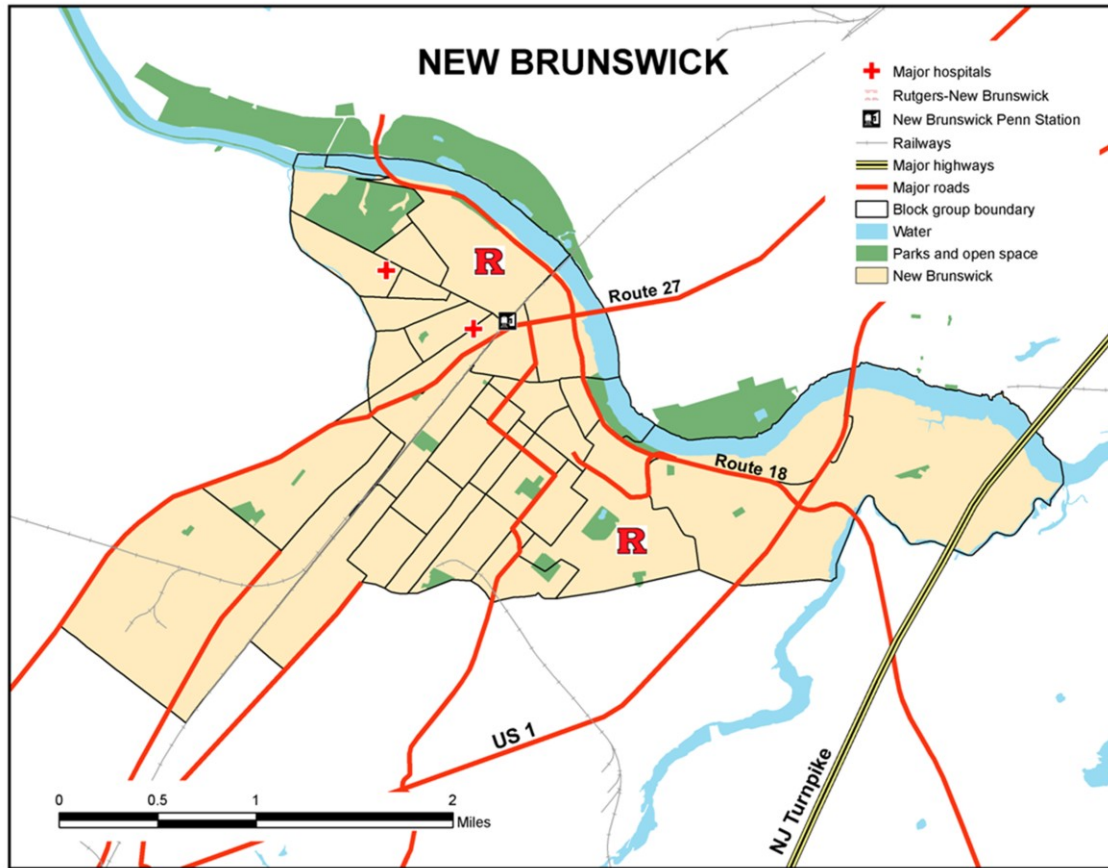 NEW BRUNSWICK
Major hospitals
Rutgers-New Brunswick
New Brunswick Penn Station
Railways
Major highways
Major roads
Block group boundary
Water
Parks and open space
New Brunswick
R
Route 27
Route 18
R
US 1
NJ Turnpike
0 0.5 1 2
Miles